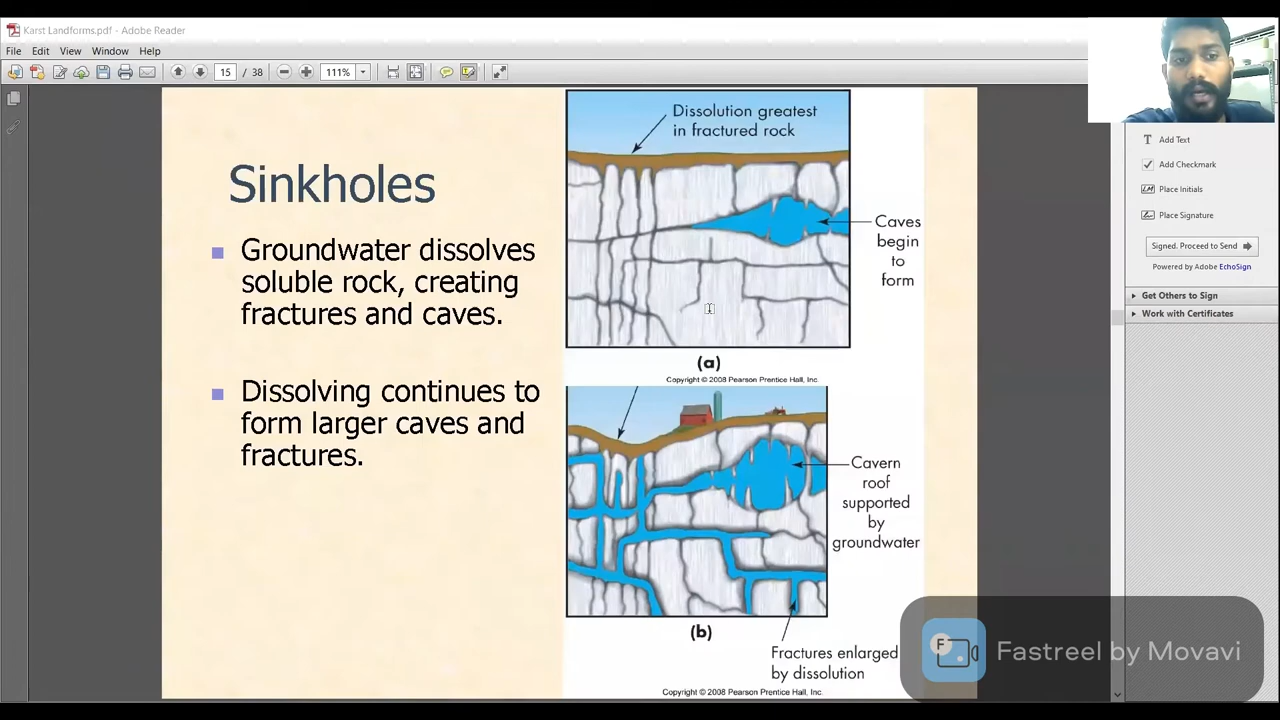 Karst Landforms.pdf - Adobe Reader
File Edit View Window Help
15 / 38 111%
Sinkholes
Groundwater dissolves
soluble rock, creating
fractures and caves.
Dissolving continues to
form larger caves and
fractures.
Dissolution greatest
in fractured rock
Caves
begin
to
form
(a)
Copyright © 2008 Pearson Prentice Hall, Inc.
Cavern
roof
supported
by
groundwater
(b)
Fractures enlarged
by dissolution
Copyright © 2008 Pearson Prentice Hall, Inc.
T Add Text
Add Checkmark
Place Initials
Place Signature
Signed. Proceed to Send
Powered by Adobe EchoSign
Get Others to Sign
Work with Certificates
F
Fastreel by Movavi